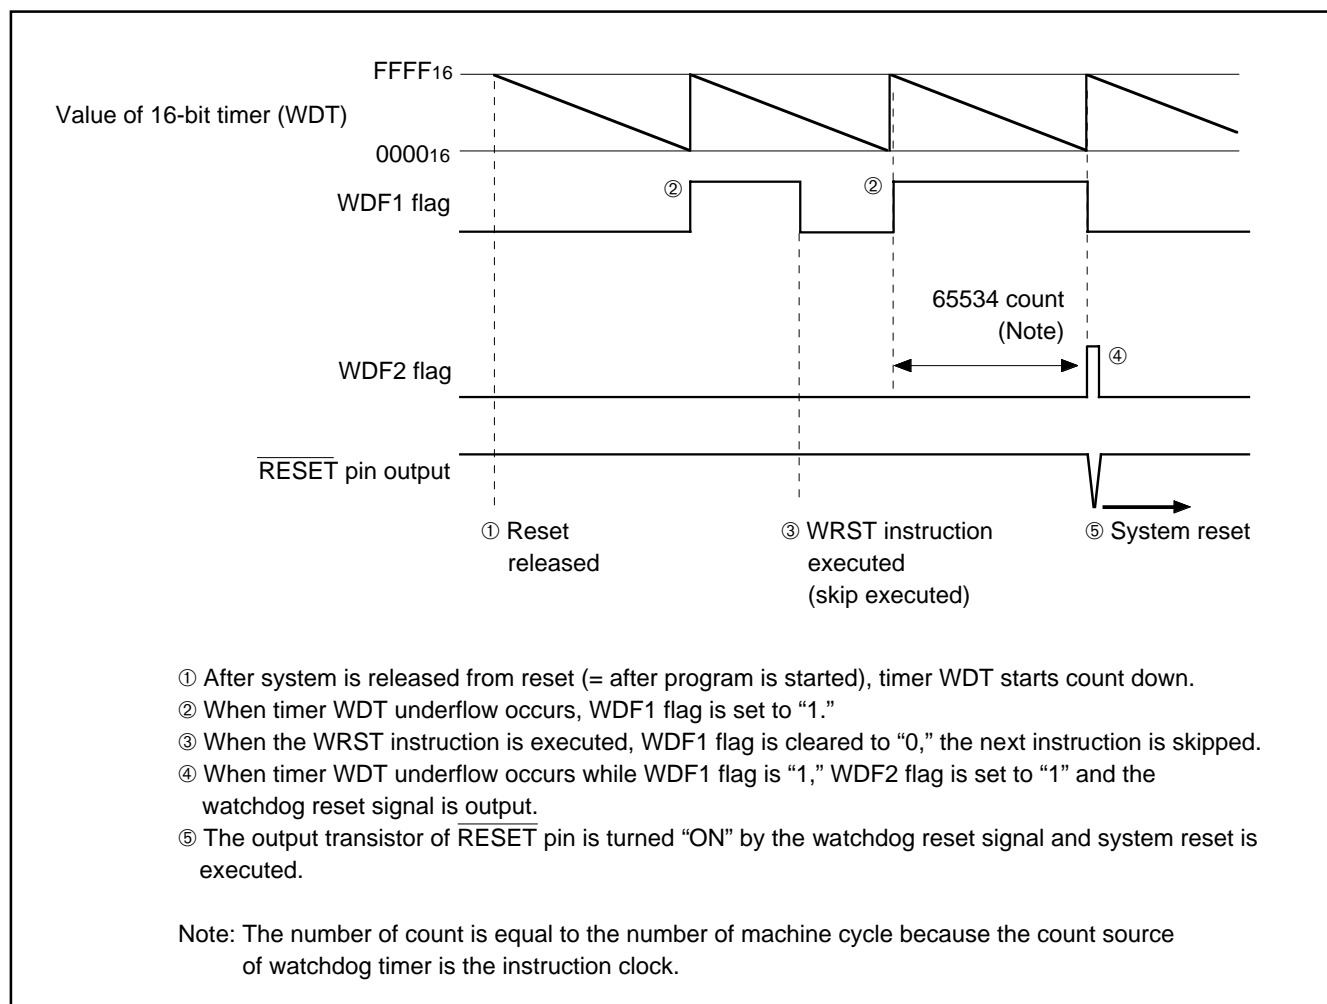 FFFF16
Value of 16-bit timer (WDT)
000016
②
②
WDF1 flag
65534 count
(Note)
④
WDF2 flag
RESET pin output
① Reset
released
③ WRST instruction
executed
(skip executed)
⑤ System reset
① After system is released from reset (= after program is started), timer WDT starts count down.
② When timer WDT underflow occurs, WDF1 flag is set to “1.”
③ When the WRST instruction is executed, WDF1 flag is cleared to “0,” the next instruction is skipped.
④ When timer WDT underflow occurs while WDF1 flag is “1,” WDF2 flag is set to “1” and the
watchdog reset signal is output.
⑤ The output transistor of RESET pin is turned “ON” by the watchdog reset signal and system reset is
executed.
Note: The number of count is equal to the number of machine cycle because the count source
of watchdog timer is the instruction clock.